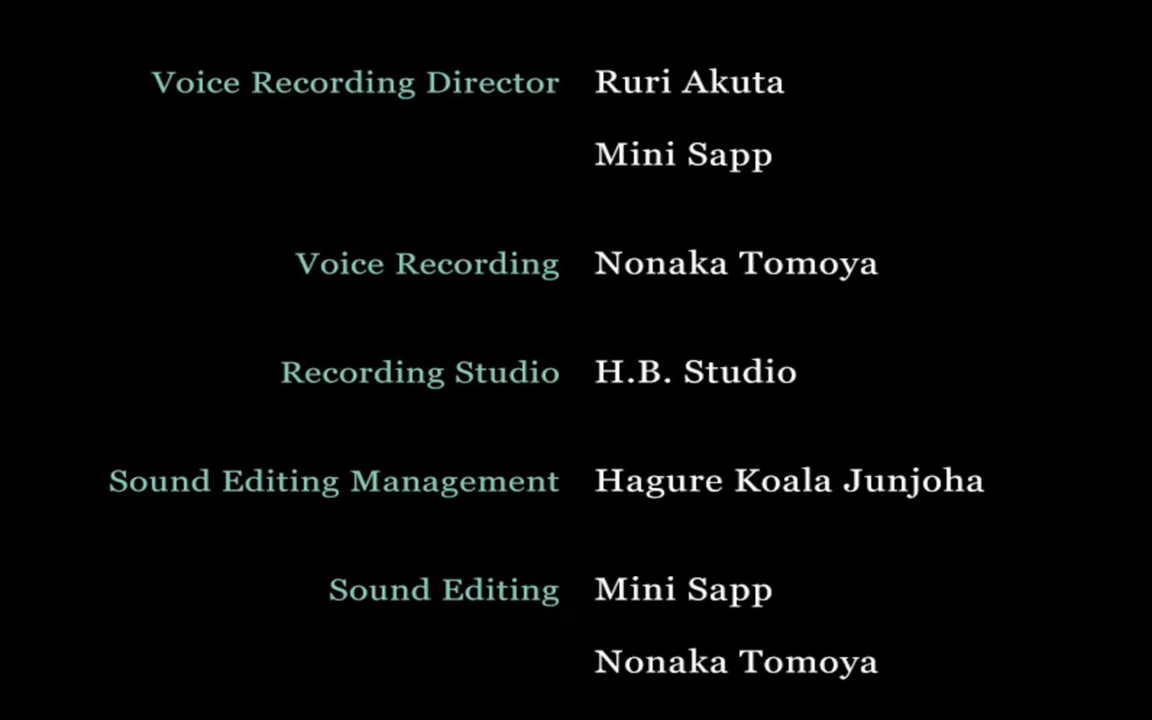 Voice Recording Director Ruri Akuta
Mini Sapp
Voice Recording Nonaka Tomoya
Recording Studio H.B. Studio
Sound Editing Management Hagure Koala Junjoha
Sound Editing Mini Sapp
Nonaka Tomoya